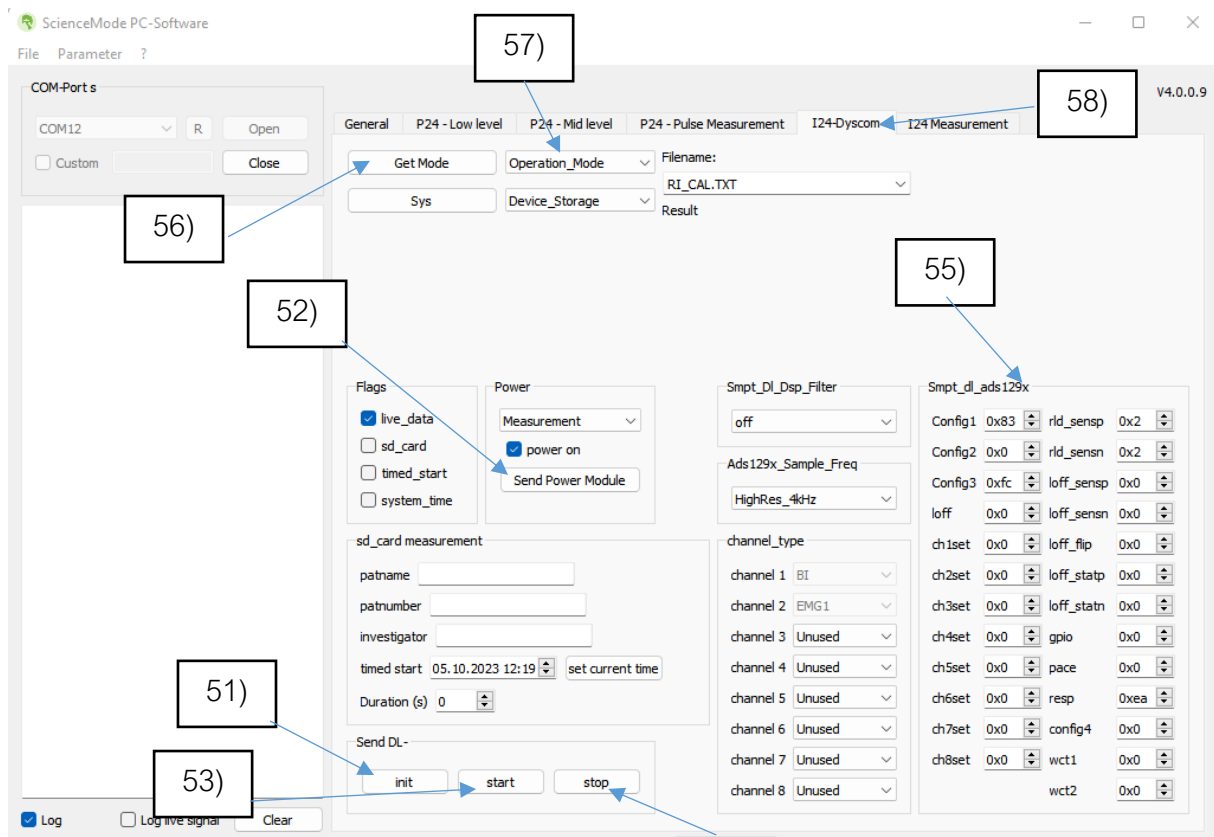 ScienceMode PC-Software
File Parameter ?
57)
58)
V4.0.0.9
COM-Port s
COM12 R Open
Custom Close
General P24 - Low level P24 - Mid level P24 - Pulse Measurement I24-Dyscom I24 Measurement
Get Mode Operation_Mode Filename:
RI_CAL.TXT
Sys Device_Storage Result
56)
55)
52)
Flags Power Smpt_Dl_Dsp_Filter Smpt_dl_ads129x
live_data Measurement off Config1 0x83 rld_sensp 0x2
sd_card power on Config2 0x0 rld_sensn 0x2
timed_start Send Power Module Ads129x_Sample_Freq Config3 0xfc loff_sensp 0x0
system_time HighRes_4kHz loff 0x0 loff_sensn 0x0
sd_card measurement channel_type ch1set 0x0 loff_flip 0x0
patname channel 1 BI ch2set 0x0 loff_statp 0x0
patnumber channel 2 EMG1 ch3set 0x0 loff_statn 0x0
investigator channel 3 Unused ch4set 0x0 gpio 0x0
timed start 05.10.2023 12:19 set current time channel 4 Unused ch5set 0x0 pace 0x0
51)
Duration (s) 0 channel 5 Unused ch6set 0x0 resp 0xea
channel 6 Unused ch7set 0x0 config4 0x0
Send DL- channel 7 Unused ch8set 0x0 wct1 0x0
53)
init start stop channel 8 Unused wct2 0x0
Log Log live signal Clear